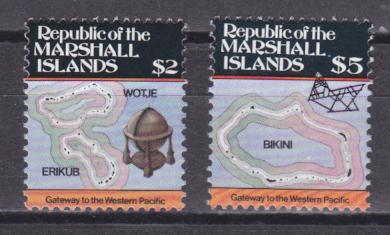 Republic of the
MARSHALL
ISLANDS $2
WOTJE
ERIKUB
Gateway to the Western Pacific
Republic of the
MARSHALL
ISLANDS $5
BIKINI
Gateway to the Western Pacific